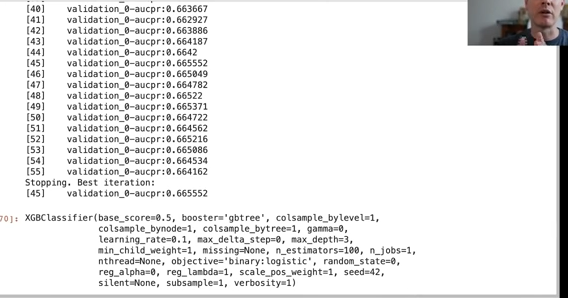 [40] validation_0-aucpr:0.663667
[41] validation_0-aucpr:0.662927
[42] validation_0-aucpr:0.663886
[43] validation_0-aucpr:0.664187
[44] validation_0-aucpr:0.6642
[45] validation_0-aucpr:0.665552
[46] validation_0-aucpr:0.665049
[47] validation_0-aucpr:0.664782
[48] validation_0-aucpr:0.66522
[49] validation_0-aucpr:0.665371
[50] validation_0-aucpr:0.664722
[51] validation_0-aucpr:0.664562
[52] validation_0-aucpr:0.665216
[53] validation_0-aucpr:0.665086
[54] validation_0-aucpr:0.664534
[55] validation_0-aucpr:0.664162
Stopping. Best iteration:
[45] validation_0-aucpr:0.665552
70]: XGBClassifier(base_score=0.5, booster='gbtree', colsample_bylevel=1,
colsample_bynode=1, colsample_bytree=1, gamma=0,
learning_rate=0.1, max_delta_step=0, max_depth=3,
min_child_weight=1, missing=None, n_estimators=100, n_jobs=1,
nthread=None, objective='binary:logistic', random_state=0,
reg_alpha=0, reg_lambda=1, scale_pos_weight=1, seed=42,
silent=None, subsample=1, verbosity=1)